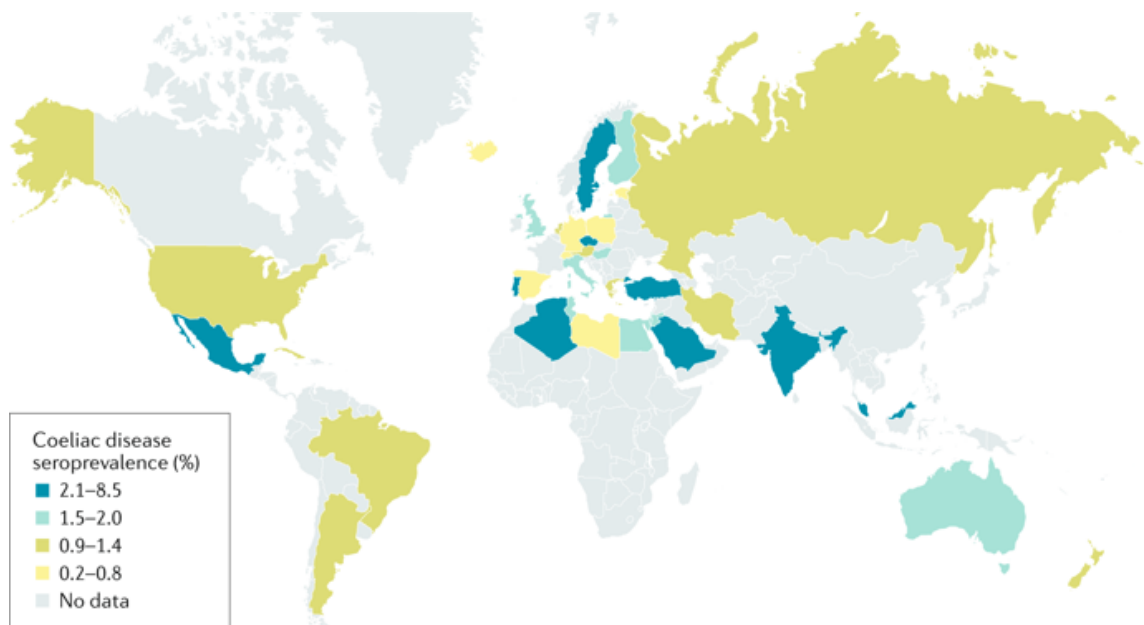 Coeliac disease
seroprevalence (%)
2.1–8.5
1.5–2.0
0.9–1.4
0.2–0.8
No data